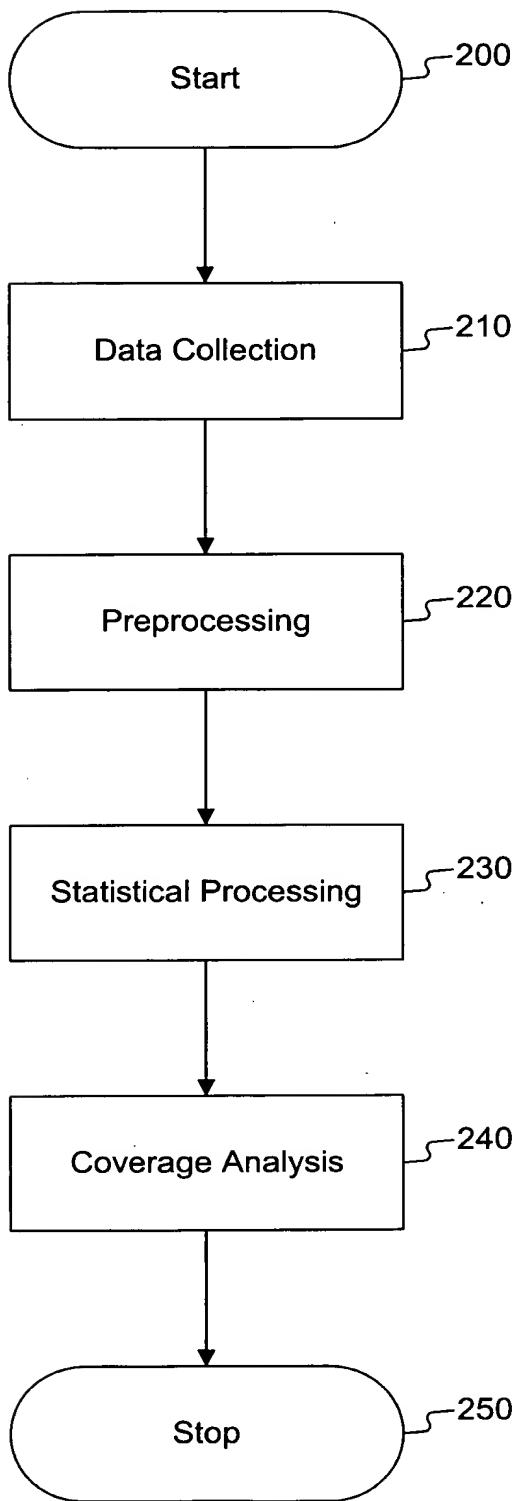 Start
200
Data Collection
210
Preprocessing
220
Statistical Processing
230
Coverage Analysis
240
Stop
250